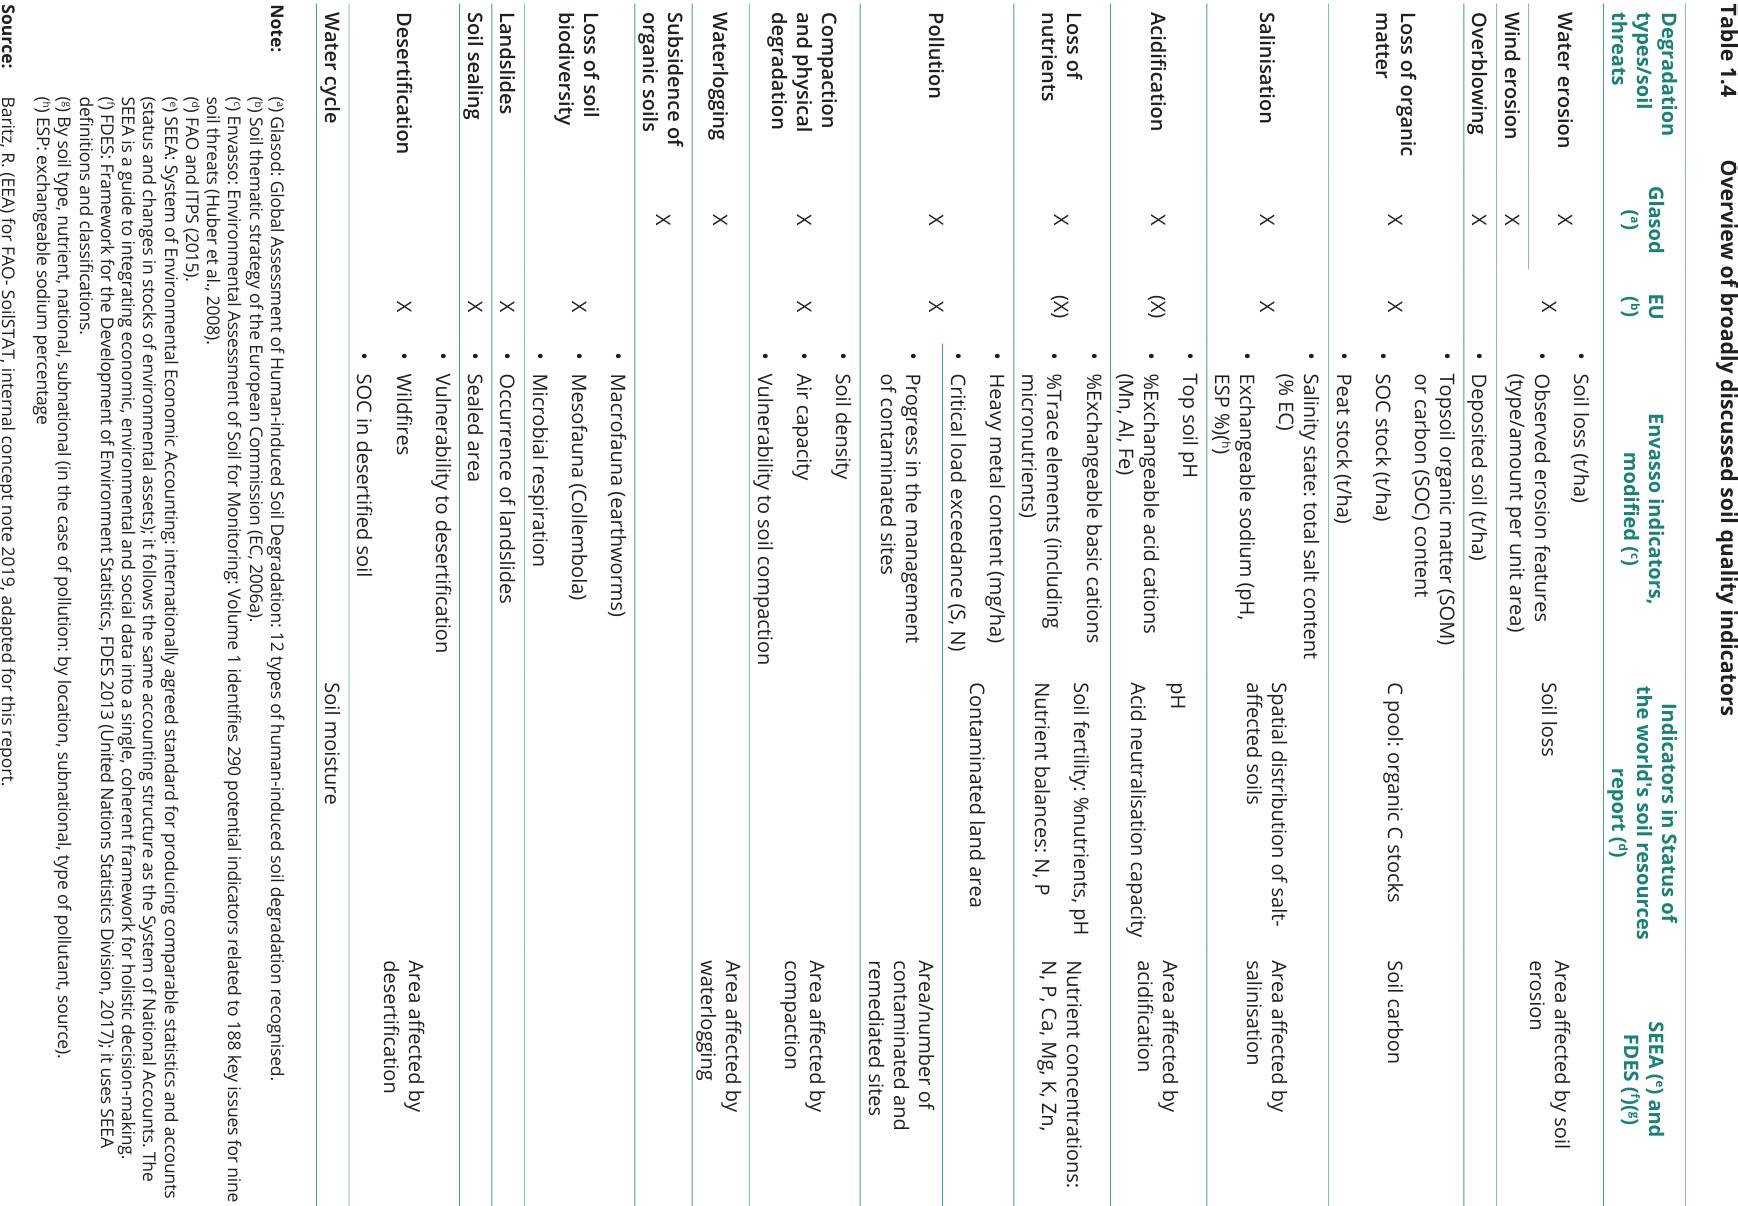 Table 1.4 Overview of broadly discussed soil quality indicators
Degradation types/soil threats
Glasod (a)
EU (b)
Envasso indicators, modified (c)
Indicators in Status of the world's soil resources report (d)
SEEA (e) and FDES (f)(g)
Water erosion
X
X
• Soil loss (t/ha)
• Observed erosion features
(type/amount per unit area)
Soil loss
Area affected by soil
erosion
Wind erosion
X
Overblowing
X
• Deposited soil (t/ha)
Loss of organic
matter
X
X
• Topsoil organic matter (SOM)
or carbon (SOC) content
• SOC stock (t/ha)
• Peat stock (t/ha)
C pool: organic C stocks
Soil carbon
Salinisation
X
X
• Salinity state: total salt content
(% EC)
• Exchangeable sodium (pH,
ESP %)(h)
Spatial distribution of salt-
affected soils
Area affected by
salinisation
Acidification
X
(X)
• Top soil pH
• %Exchangeable acid cations
(Mn, Al, Fe)
pH
Acid neutralisation capacity
Area affected by
acidification
Loss of
nutrients
X
(X)
• %Exchangeable basic cations
• %Trace elements (including
micronutrients)
Soil fertility: %nutrients, pH
Nutrient balances: N, P
Nutrient concentrations:
N, P, Ca, Mg, K, Zn,
Pollution
X
X
• Heavy metal content (mg/ha)
• Critical load exceedance (S, N)
Contaminated land area
• Progress in the management
of contaminated sites
Area/number of
contaminated and
remediated sites
Compaction
and physical
degradation
X
X
• Soil density
• Air capacity
• Vulnerability to soil compaction
Area affected by
compaction
Waterlogging
X
Area affected by
waterlogging
Subsidence of
organic soils
X
Loss of soil
biodiversity
X
• Macrofauna (earthworms)
• Mesofauna (Collembola)
• Microbial respiration
Landslides
X
• Occurrence of landslides
Soil sealing
X
• Sealed area
Desertification
X
• Vulnerability to desertification
• Wildfires
• SOC in desertified soil
Area affected by
desertification
Water cycle
Soil moisture
Note: (a) Glasod: Global Assessment of Human-induced Soil Degradation: 12 types of human-induced soil degradation recognised.
(b) Soil thematic strategy of the European Commission (EC, 2006a).
(c) Envasso: Environmental Assessment of Soil for Monitoring: Volume 1 identifies 290 potential indicators related to 188 key issues for nine
soil threats (Huber et al., 2008).
(d) FAO and ITPS (2015).
(e) SEEA: System of Environmental Economic Accounting: internationally agreed standard for producing comparable statistics and accounts
(status and changes in stocks of environmental assets); it follows the same accounting structure as the System of National Accounts. The
SEEA is a guide to integrating economic, environmental and social data into a single, coherent framework for holistic decision-making.
(f) FDES: Framework for the Development of Environment Statistics, FDES 2013 (United Nations Statistics Division, 2017); it uses SEEA
definitions and classifications.
(g) By soil type, nutrient, national, subnational (in the case of pollution: by location, subnational, type of pollutant, source).
(h) ESP: exchangeable sodium percentage
Source: Baritz, R. (EEA) for FAO- SoilSTAT, internal concept note 2019, adapted for this report.